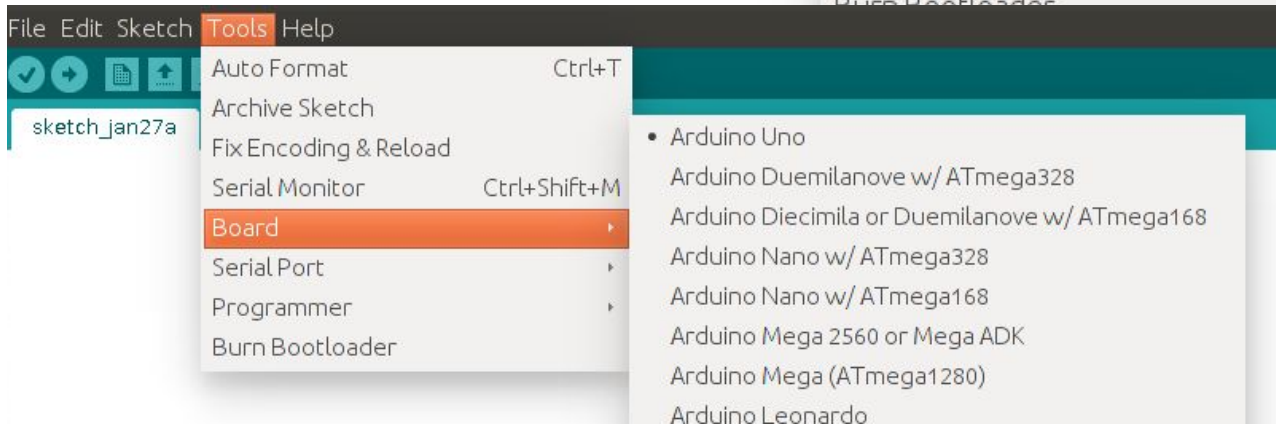 Burn Bootloader
File Edit Sketch Tools Help
Auto Format Ctrl+T
Archive Sketch
sketch_jan27a
Fix Encoding & Reload
Serial Monitor Ctrl+Shift+M
Board
Serial Port
Programmer
Burn Bootloader
• Arduino Uno
Arduino Duemilanove w/ ATmega328
Arduino Diecimila or Duemilanove w/ ATmega168
Arduino Nano w/ ATmega328
Arduino Nano w/ ATmega168
Arduino Mega 2560 or Mega ADK
Arduino Mega (ATmega1280)
Arduino Leonardo